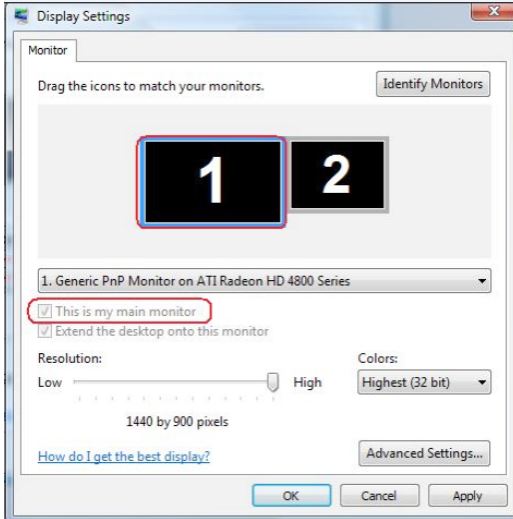 Display Settings
Monitor
Drag the icons to match your monitors.
Identify Monitors
1
2
1. Generic PnP Monitor on ATI Radeon HD 4800 Series
This is my main monitor
Extend the desktop onto this monitor
Resolution:
Colors:
Low
High
Highest (32 bit)
1440 by 900 pixels
How do I get the best display?
Advanced Settings...
OK
Cancel
Apply